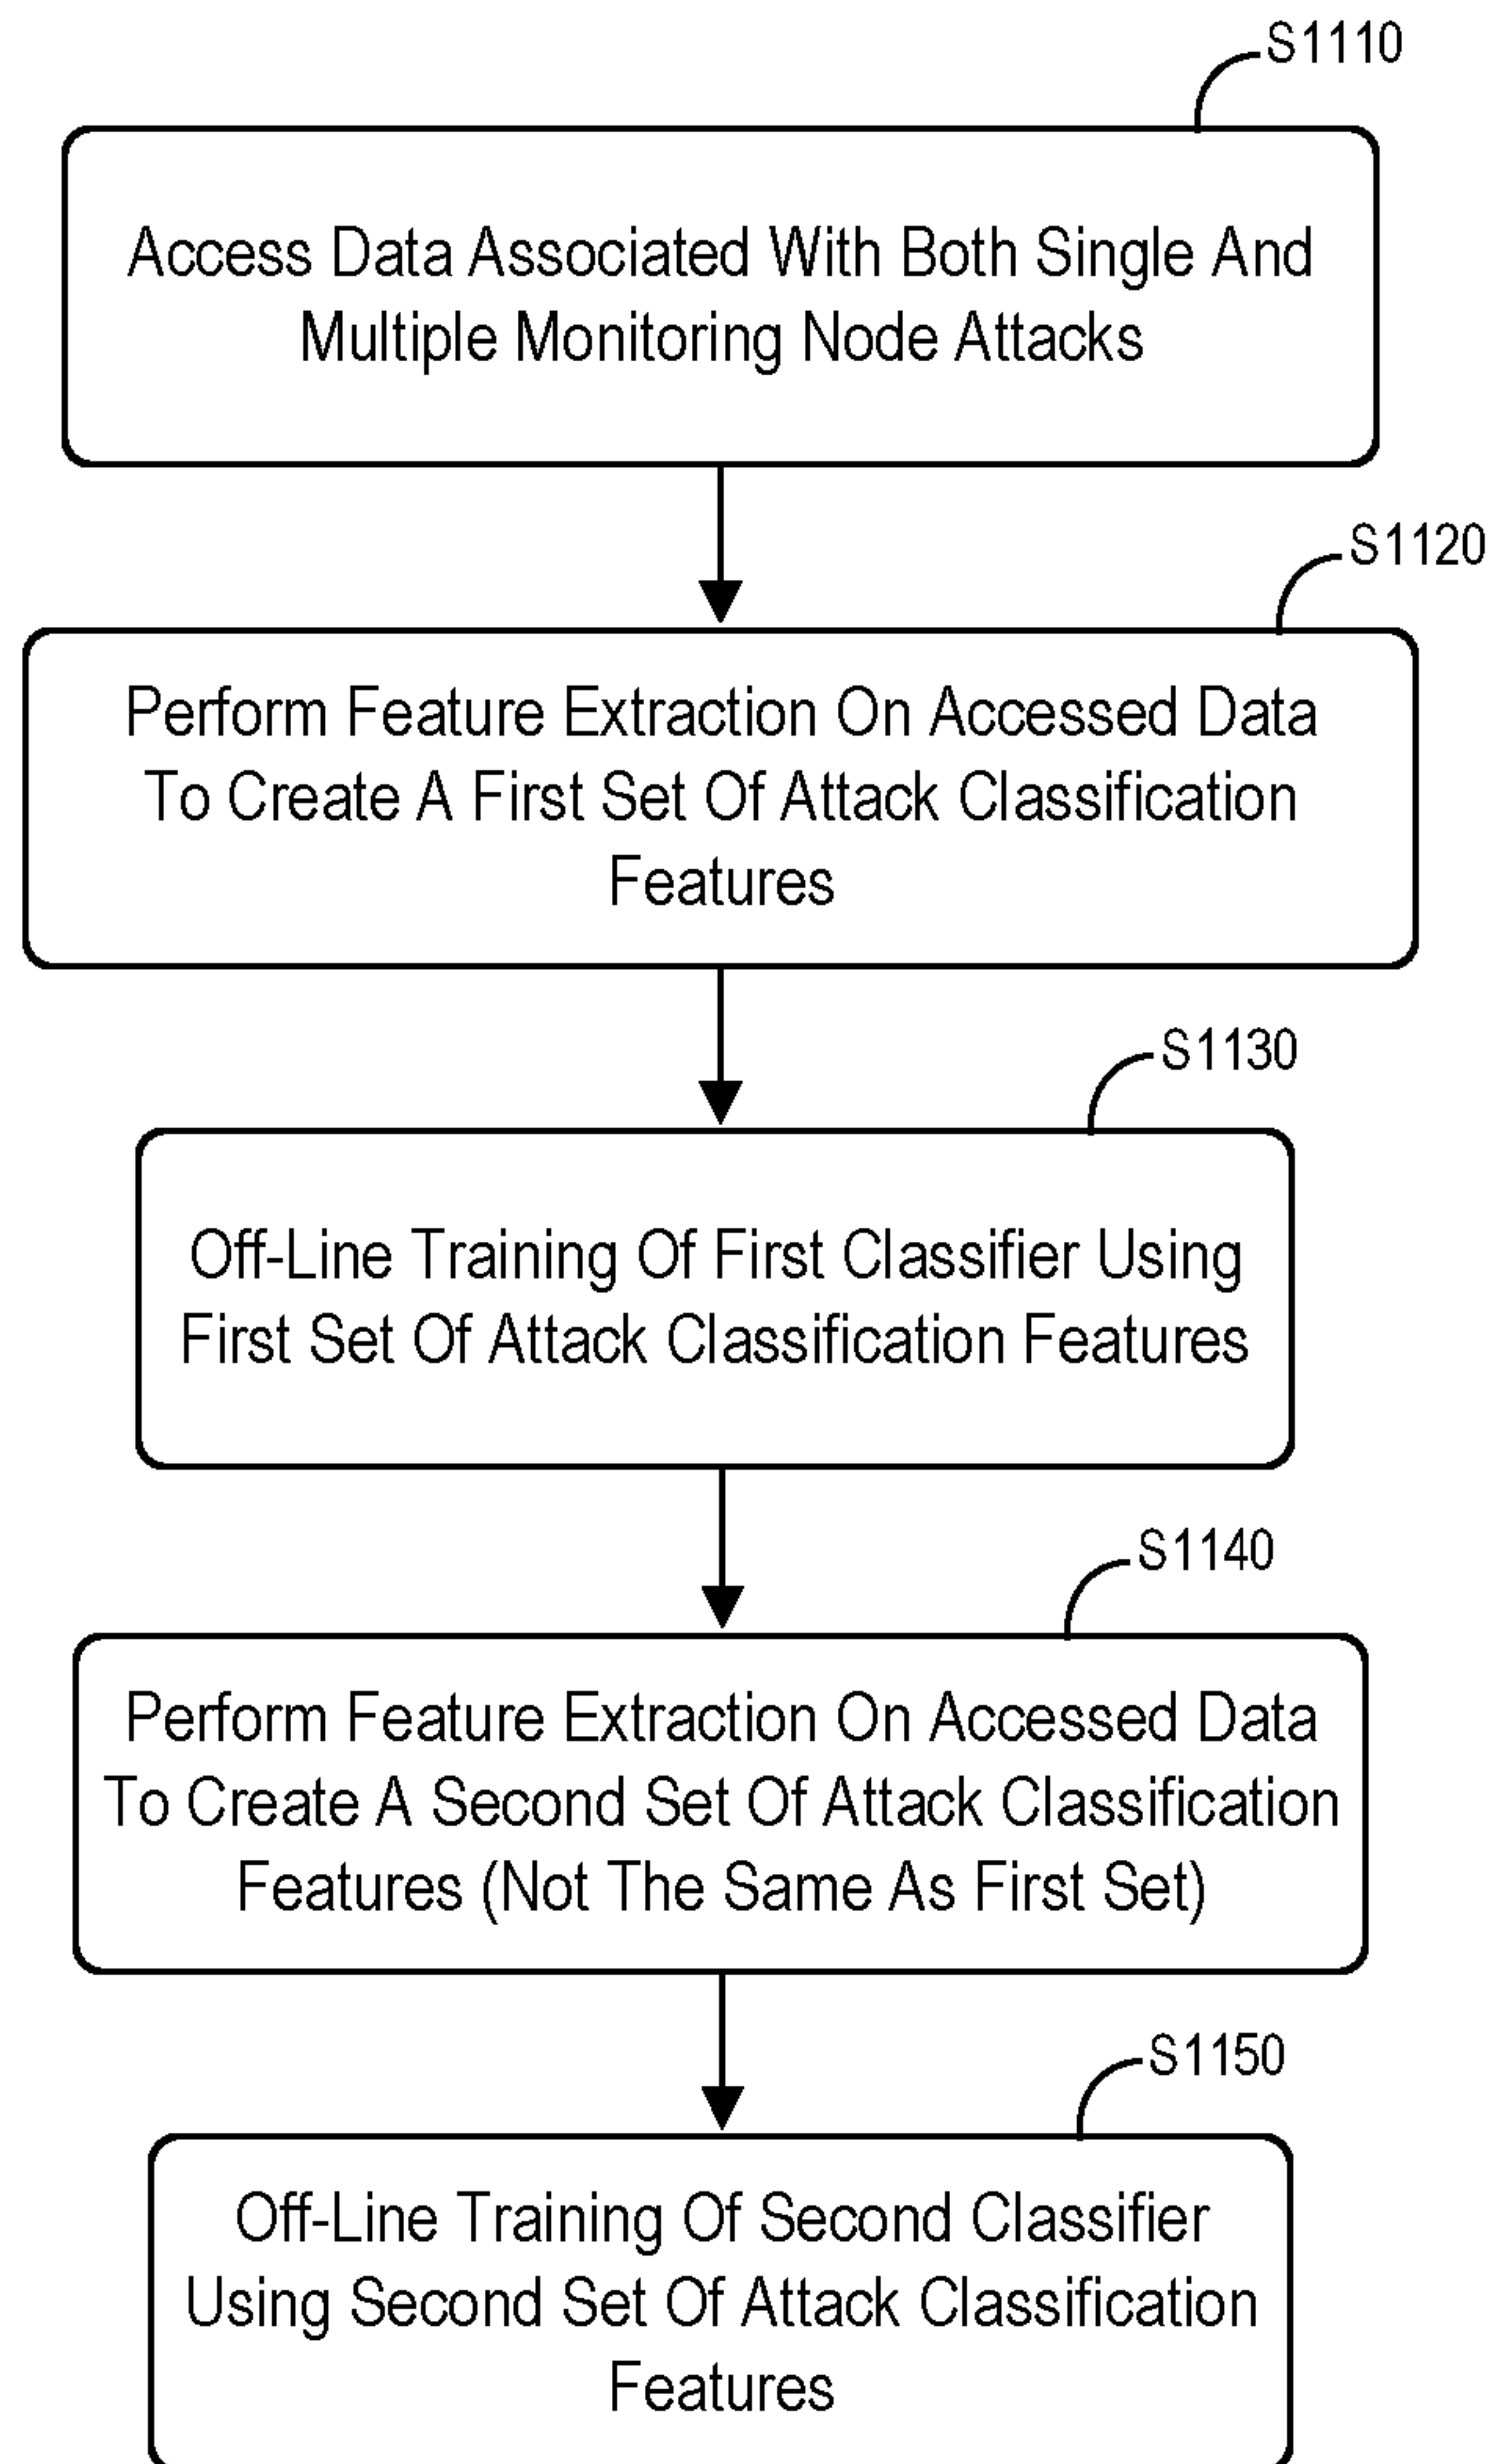 S1110
Access Data Associated With Both Single And
Multiple Monitoring Node Attacks
S1120
Perform Feature Extraction On Accessed Data
To Create A First Set Of Attack Classification
Features
S1130
Off-Line Training Of First Classifier Using
First Set Of Attack Classification Features
S1140
Perform Feature Extraction On Accessed Data
To Create A Second Set Of Attack Classification
Features (Not The Same As First Set)
S1150
Off-Line Training Of Second Classifier
Using Second Set Of Attack Classification
Features